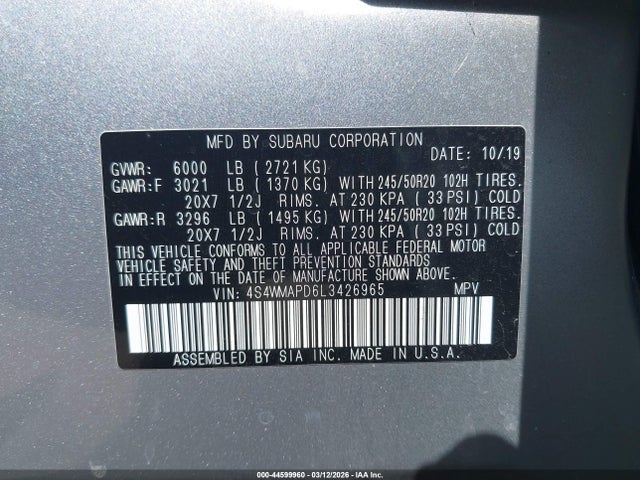 MFD BY SUBARU CORPORATION
DATE: 10/19
GVWR: 6000 LB (2721 KG)
GAWR:F 3021 LB (1370 KG) WITH 245/50R20 102H TIRES.
20X7 1/2J RIMS. AT 230 KPA (33 PSI) COLD
GAWR:R 3296 LB (1495 KG) WITH 245/50R20 102H TIRES.
20X7 1/2J RIMS. AT 230 KPA (33 PSI) COLD
THIS VEHICLE CONFORMS TO ALL APPLICABLE FEDERAL MOTOR
VEHICLE SAFETY AND THEFT PREVENTION STANDARDS
IN EFFECT ON THE DATE OF MANUFACTURE SHOWN ABOVE.
VIN: 4S4WMAPD6L3426965 MPV
ASSEMBLED BY SIA INC. MADE IN U.S.A.
000-44599960 - 03/12/2026 - IAA Inc.